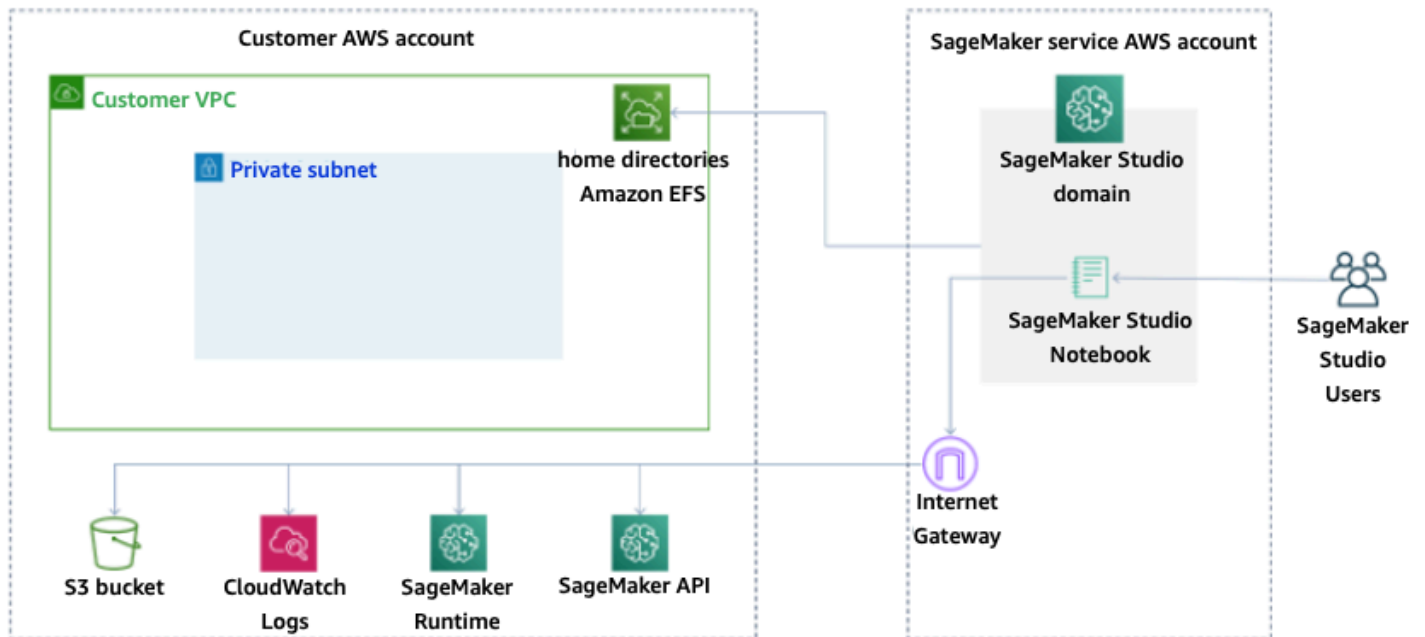 Customer AWS account
Customer VPC
Private subnet
home directories
Amazon EFS
S3 bucket
CloudWatch
Logs
SageMaker
Runtime
SageMaker API
SageMaker service AWS account
SageMaker Studio
domain
SageMaker Studio
Notebook
Internet
Gateway
SageMaker
Studio
Users